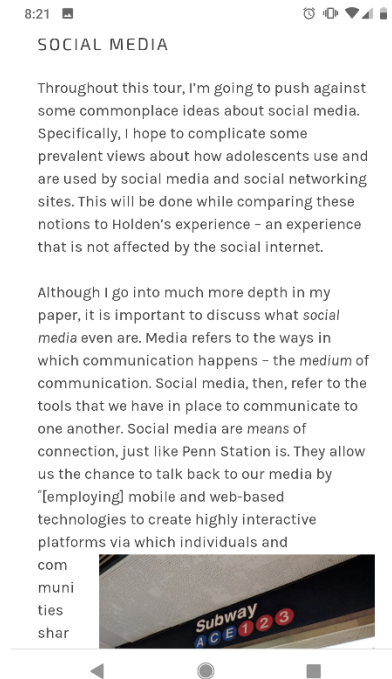 8:21
SOCIAL MEDIA
Throughout this tour, I'm going to push against
some commonplace ideas about social media.
Specifically, I hope to complicate some
prevalent views about how adolescents use and
are used by social media and social networking
sites. This will be done while comparing these
notions to Holden's experience – an experience
that is not affected by the social internet.
Although I go into much more depth in my
paper, it is important to discuss what social
media even are. Media refers to the ways in
which communication happens – the medium of
communication. Social media, then, refer to the
tools that we have in place to communicate to
one another. Social media are means of
connection, just like Penn Station is. They allow
us the chance to talk back to our media by
"[employing] mobile and web-based
technologies to create highly interactive
platforms via which individuals and
com
muni
ties
shar
Subway
A C E 1 2 3